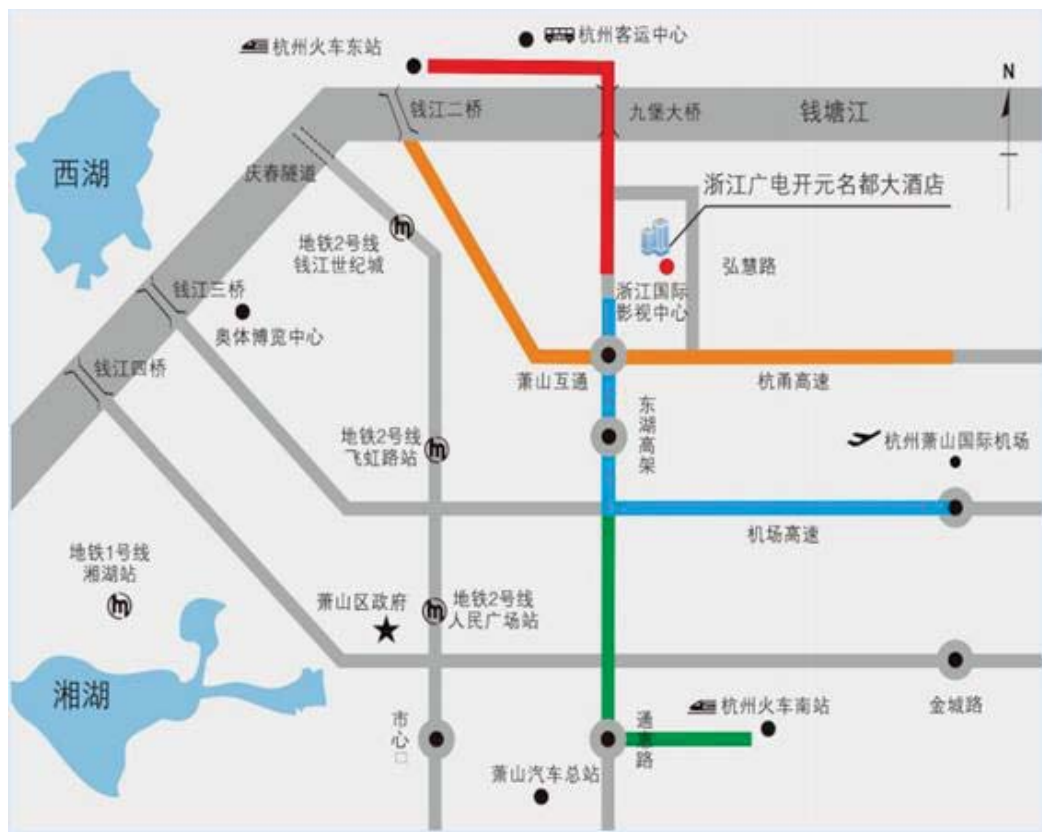 杭州客运中心
杭州火车东站
N
钱江二桥
九堡大桥
钱塘江
西湖
庆春隧道
浙江广电开元名都大酒店
地铁2号线
钱江世纪城
弘慧路
钱江三桥
浙江国际
影视中心
奥体博览中心
钱江四桥
萧山互通
杭甬高速
东湖高架
地铁2号线
飞虹路站
杭州萧山国际机场
机场高速
地铁1号线
湘湖站
萧山区政府
地铁2号线
人民广场站
湘湖
金城路
杭州火车南站
市心□
通惠路
萧山汽车总站